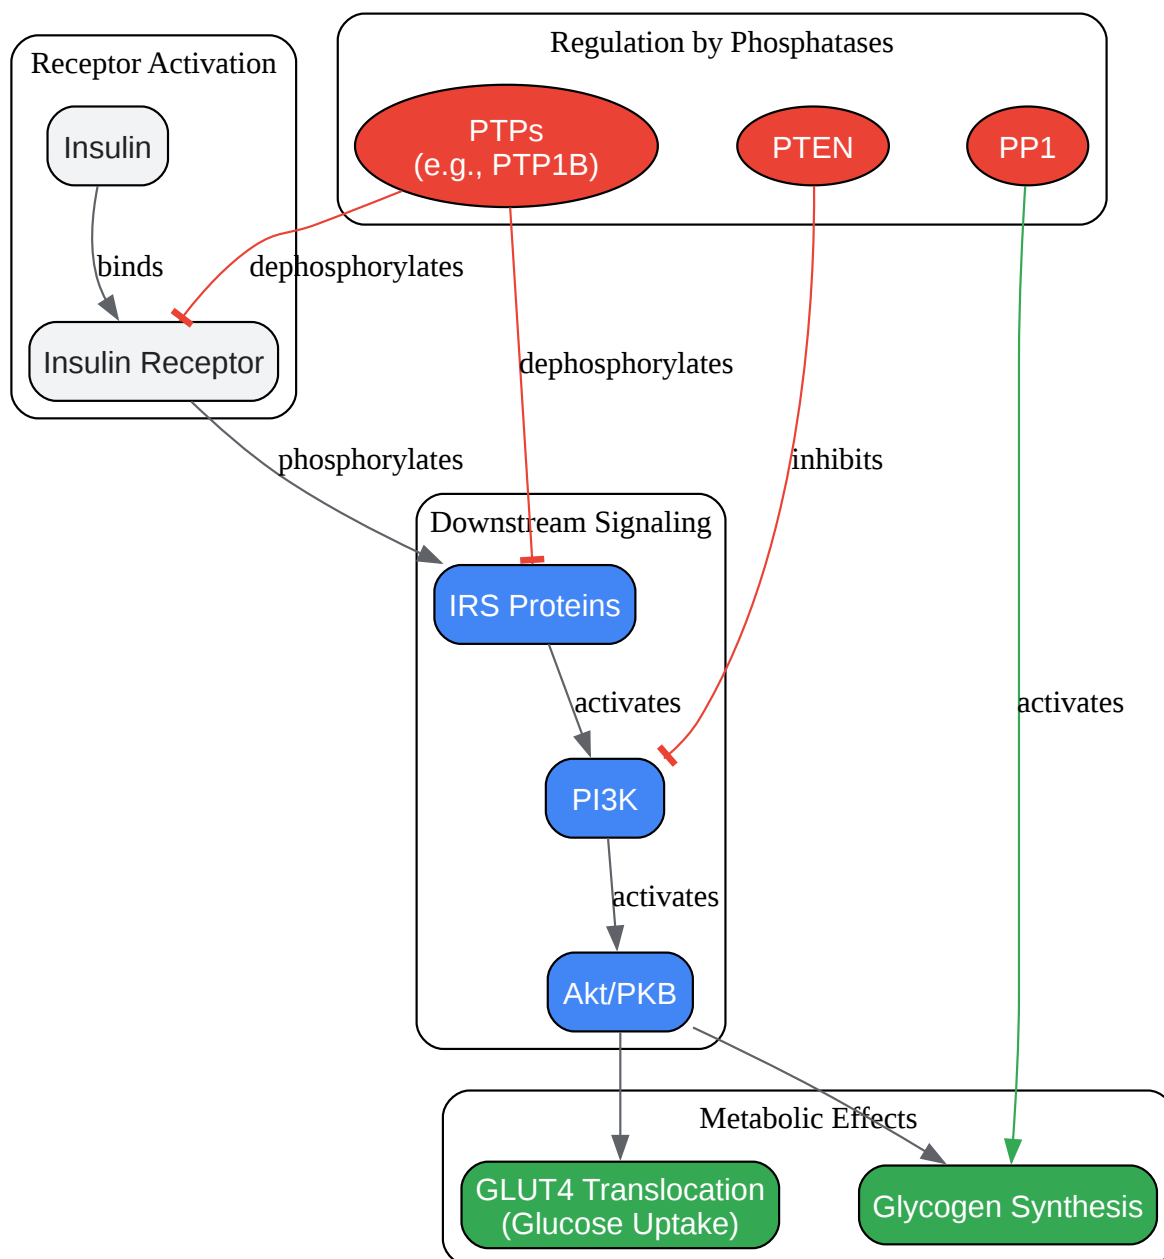 Regulation by Phosphatases
Receptor Activation
PTPs
(e.g., PTP1B)
PTEN
PP1
Insulin
binds
dephosphorylates
Insulin Receptor
dephosphorylates
phosphorylates
inhibits
Downstream Signaling
IRS Proteins
activates
activates
PI3K
activates
Akt/PKB
Metabolic Effects
GLUT4 Translocation
(Glucose Uptake)
Glycogen Synthesis